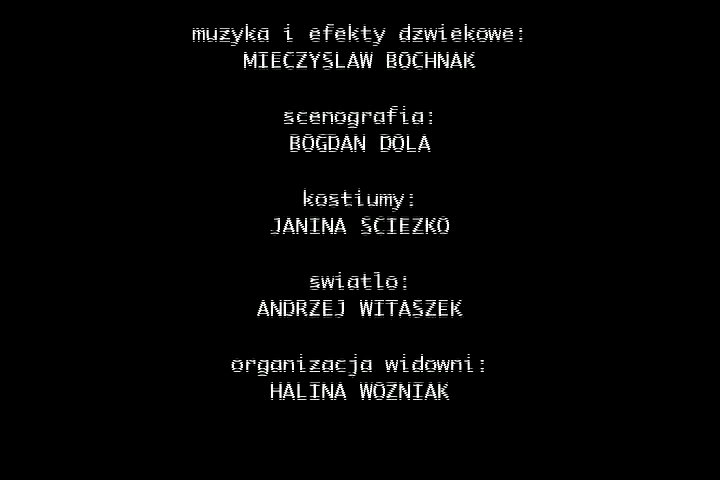 muzyka i efekty dzwiekowe:
MIECZYSLAW BOCHNAK
scenografia:
BOGDAN DOLA
kostiumy:
JANINA SCIEZKO
swiatlo:
ANDRZEJ WITASZEK
organizacja widowni:
HALINA WOZNIAK